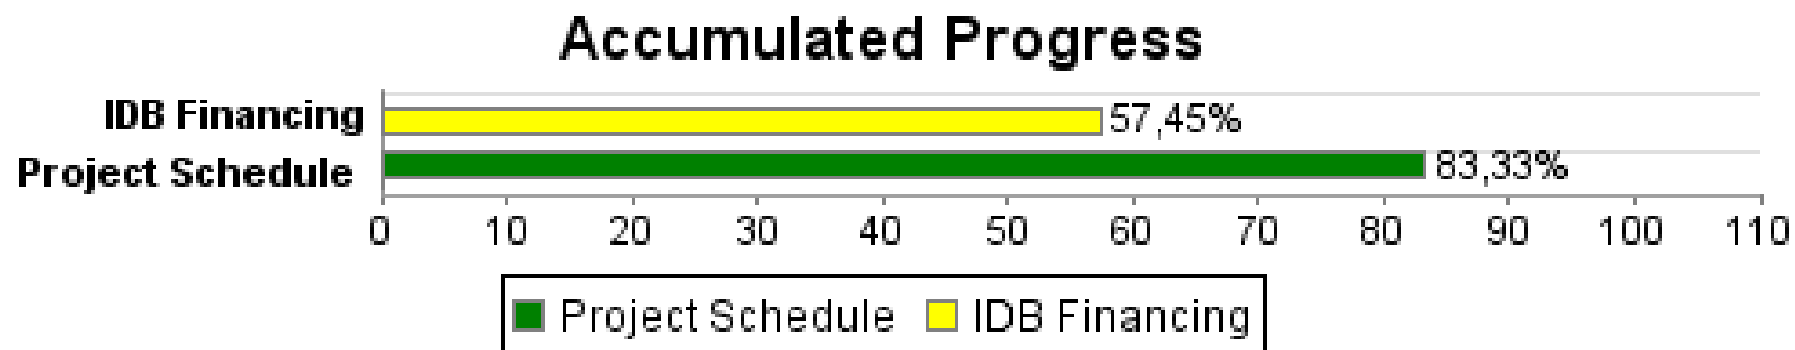 Accumulated Progress
IDB Financing 57,45%
Project Schedule 83,33%
0 10 20 30 40 50 60 70 80 90 100 110
Project Schedule IDB Financing